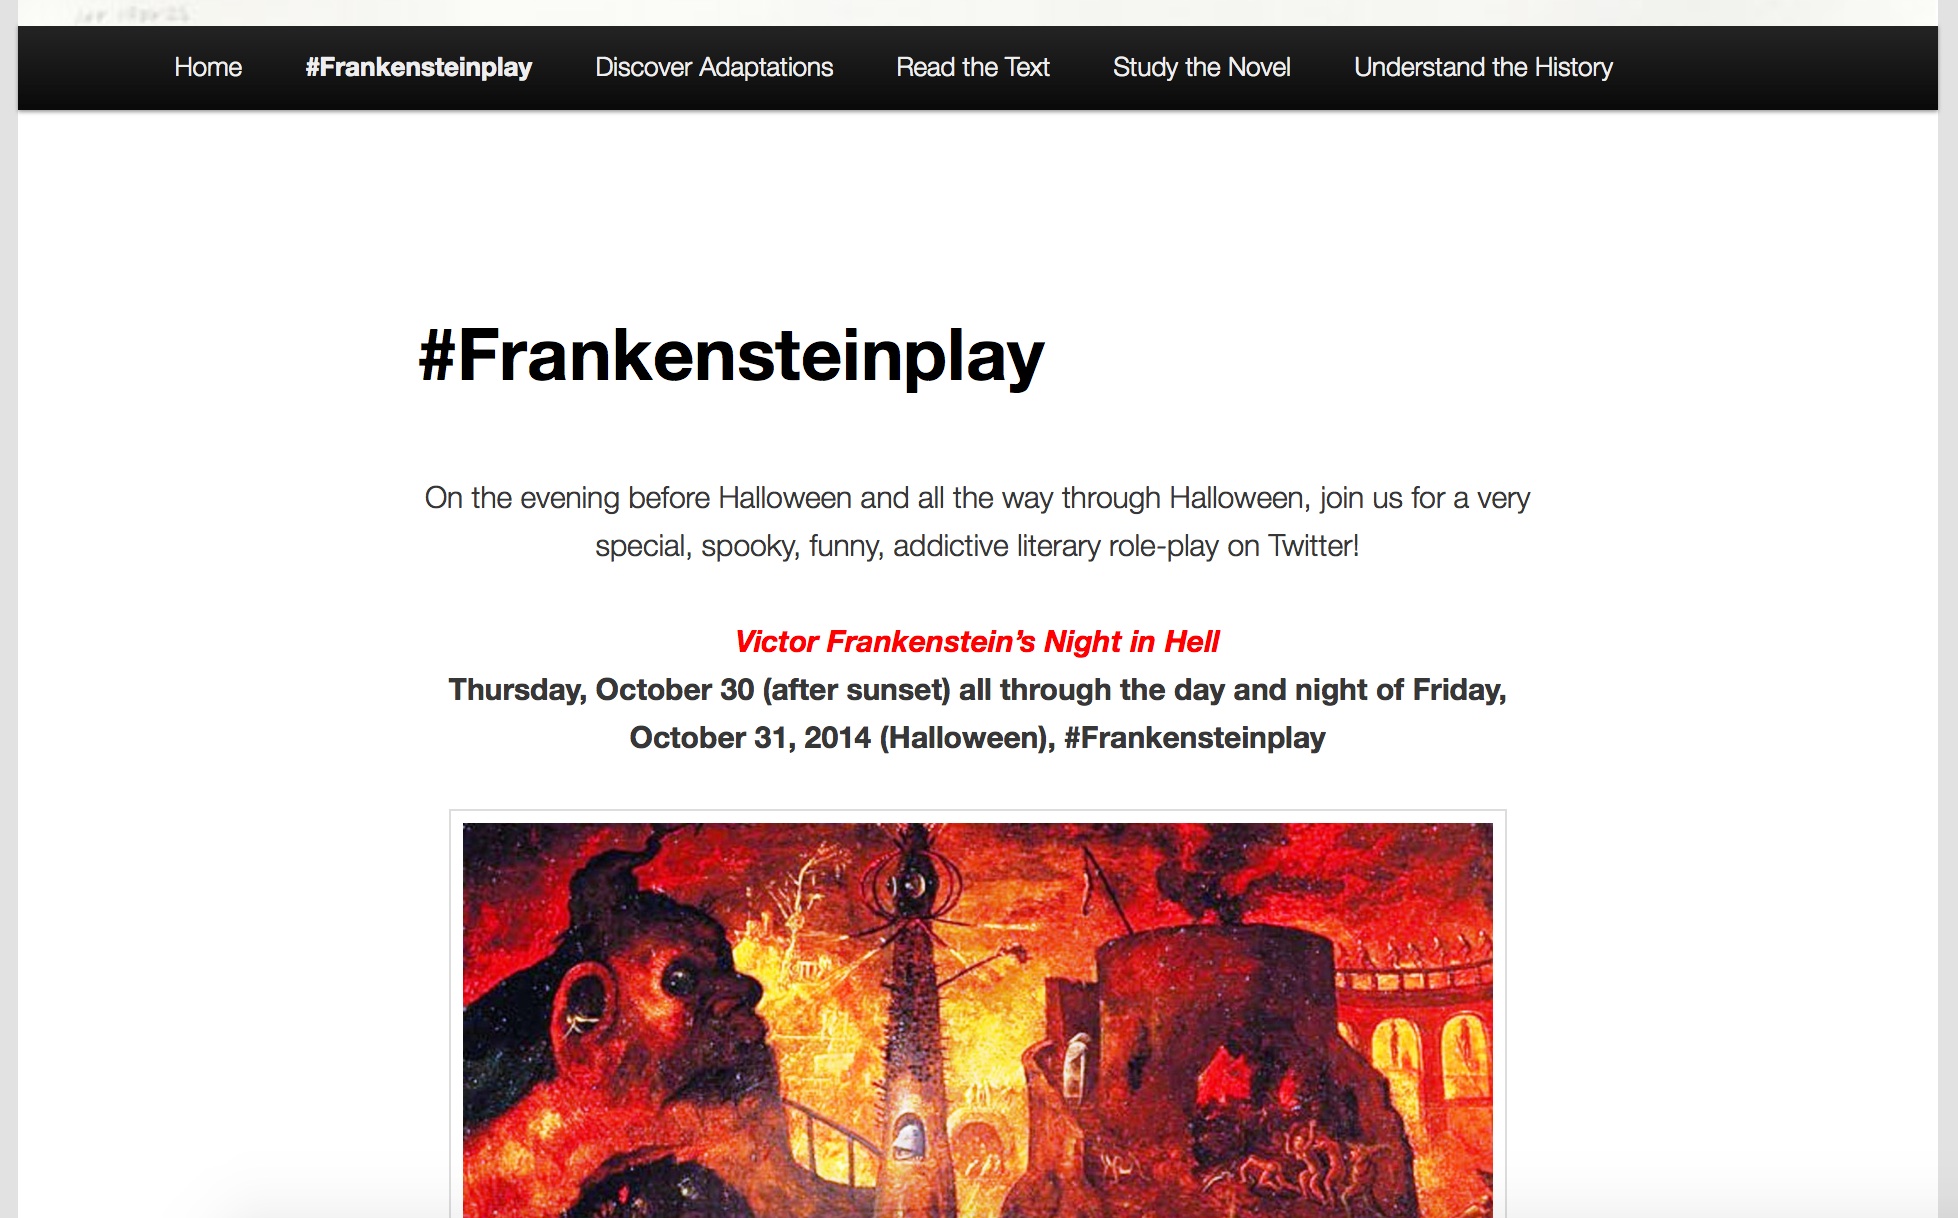 Home #Frankensteinplay Discover Adaptations Read the Text Study the Novel Understand the History
#Frankensteinplay
On the evening before Halloween and all the way through Halloween, join us for a very
special, spooky, funny, addictive literary role-play on Twitter!
Victor Frankenstein’s Night in Hell
Thursday, October 30 (after sunset) all through the day and night of Friday,
October 31, 2014 (Halloween), #Frankensteinplay